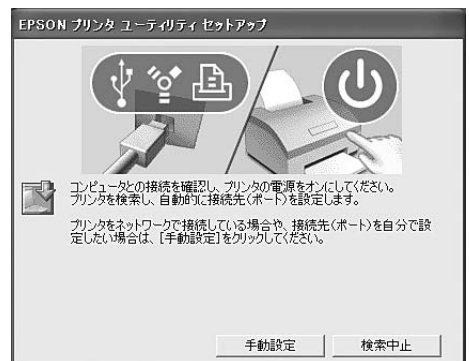 EPSON プリンタ ユーティリティ セットアップ
コンピュータとの接続を確認し、プリンタの電源をオンにしてください。
プリンタを検索し、自動的に接続先(ポート)を設定します。
プリンタをネットワークで接続している場合や、接続先(ポート)を自分で設
定したい場合は、[手動設定]をクリックしてください。
手動設定
検索中止